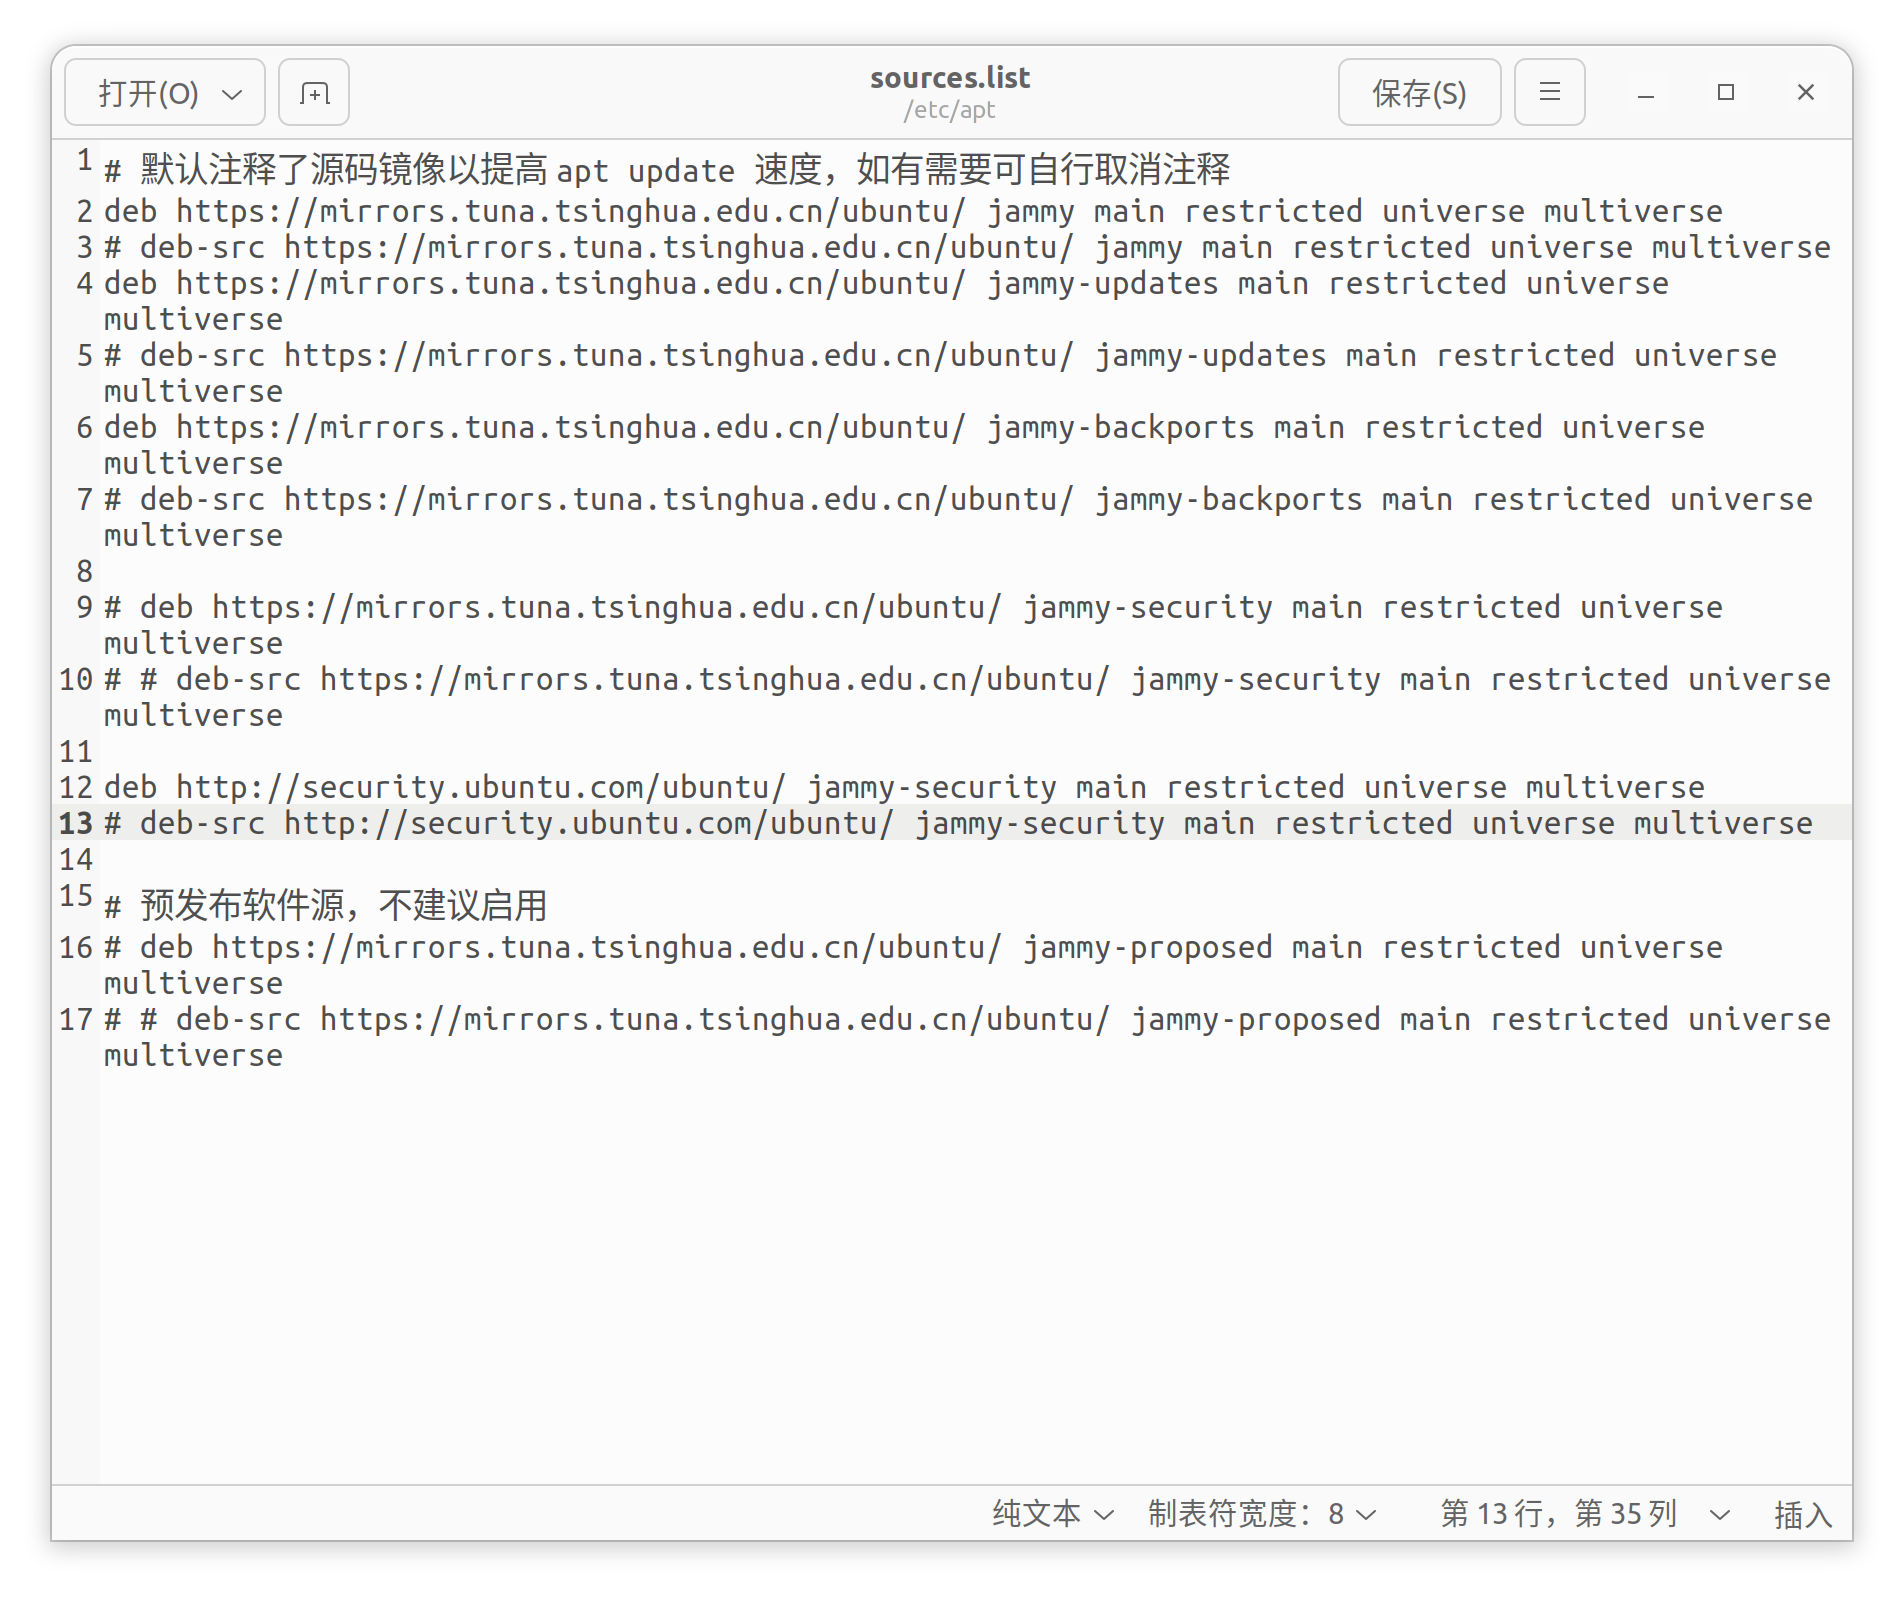 打开(O)
sources.list
/etc/apt
保存(S)
1 # 默认注释了源码镜像以提高 apt update 速度，如有需要可自行取消注释
2 deb https://mirrors.tuna.tsinghua.edu.cn/ubuntu/ jammy main restricted universe multiverse
3 # deb-src https://mirrors.tuna.tsinghua.edu.cn/ubuntu/ jammy main restricted universe multiverse
4 deb https://mirrors.tuna.tsinghua.edu.cn/ubuntu/ jammy-updates main restricted universe
multiverse
5 # deb-src https://mirrors.tuna.tsinghua.edu.cn/ubuntu/ jammy-updates main restricted universe
multiverse
6 deb https://mirrors.tuna.tsinghua.edu.cn/ubuntu/ jammy-backports main restricted universe
multiverse
7 # deb-src https://mirrors.tuna.tsinghua.edu.cn/ubuntu/ jammy-backports main restricted universe
multiverse
8
9 # deb https://mirrors.tuna.tsinghua.edu.cn/ubuntu/ jammy-security main restricted universe
multiverse
10 # # deb-src https://mirrors.tuna.tsinghua.edu.cn/ubuntu/ jammy-security main restricted universe
multiverse
11
12 deb http://security.ubuntu.com/ubuntu/ jammy-security main restricted universe multiverse
13 # deb-src http://security.ubuntu.com/ubuntu/ jammy-security main restricted universe multiverse
14
15 # 预发布软件源，不建议启用
16 # deb https://mirrors.tuna.tsinghua.edu.cn/ubuntu/ jammy-proposed main restricted universe
multiverse
17 # # deb-src https://mirrors.tuna.tsinghua.edu.cn/ubuntu/ jammy-proposed main restricted universe
multiverse
纯文本 制表符宽度：8 第 13 行，第 35 列 插入